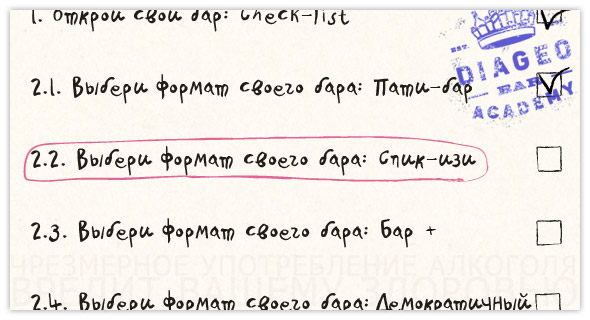 1. Открой свой бар: Check-list
2.1. Выбери формат своего бара: Пати-бар
EST.
DIAGEO
BAR
ACADEMY
2.2. Выбери формат своего бара: Спик-изи
2.3. Выбери формат своего бара: Бар +
ЧРЕЗМЕРНОЕ УПОТРЕБЛЕНИЕ АЛКОГОЛЯ
ВРЕДИТ ВАШЕМУ ЗДОРОВЬЮ
2.4. Выбери формат своего бара: Демократичный